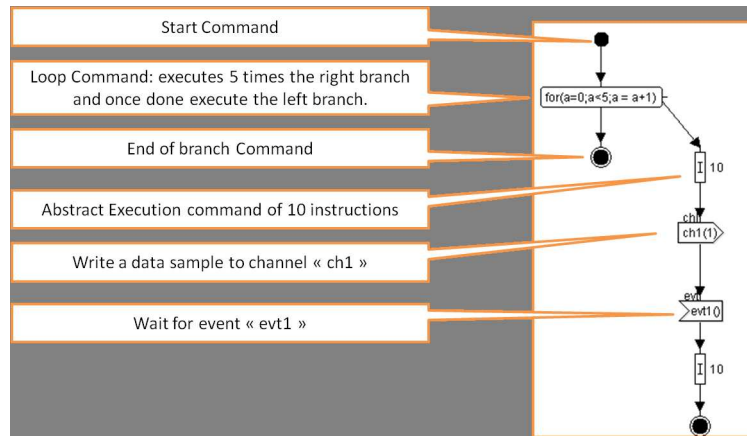 Start Command
Loop Command: executes 5 times the right branch
and once done execute the left branch.
End of branch Command
Abstract Execution command of 10 instructions
Write a data sample to channel « ch1 »
Wait for event « evt1 »
for(a=0;a<5;a = a+1)
I 10
chl
ch1(1)
evt
evt1()
I 10